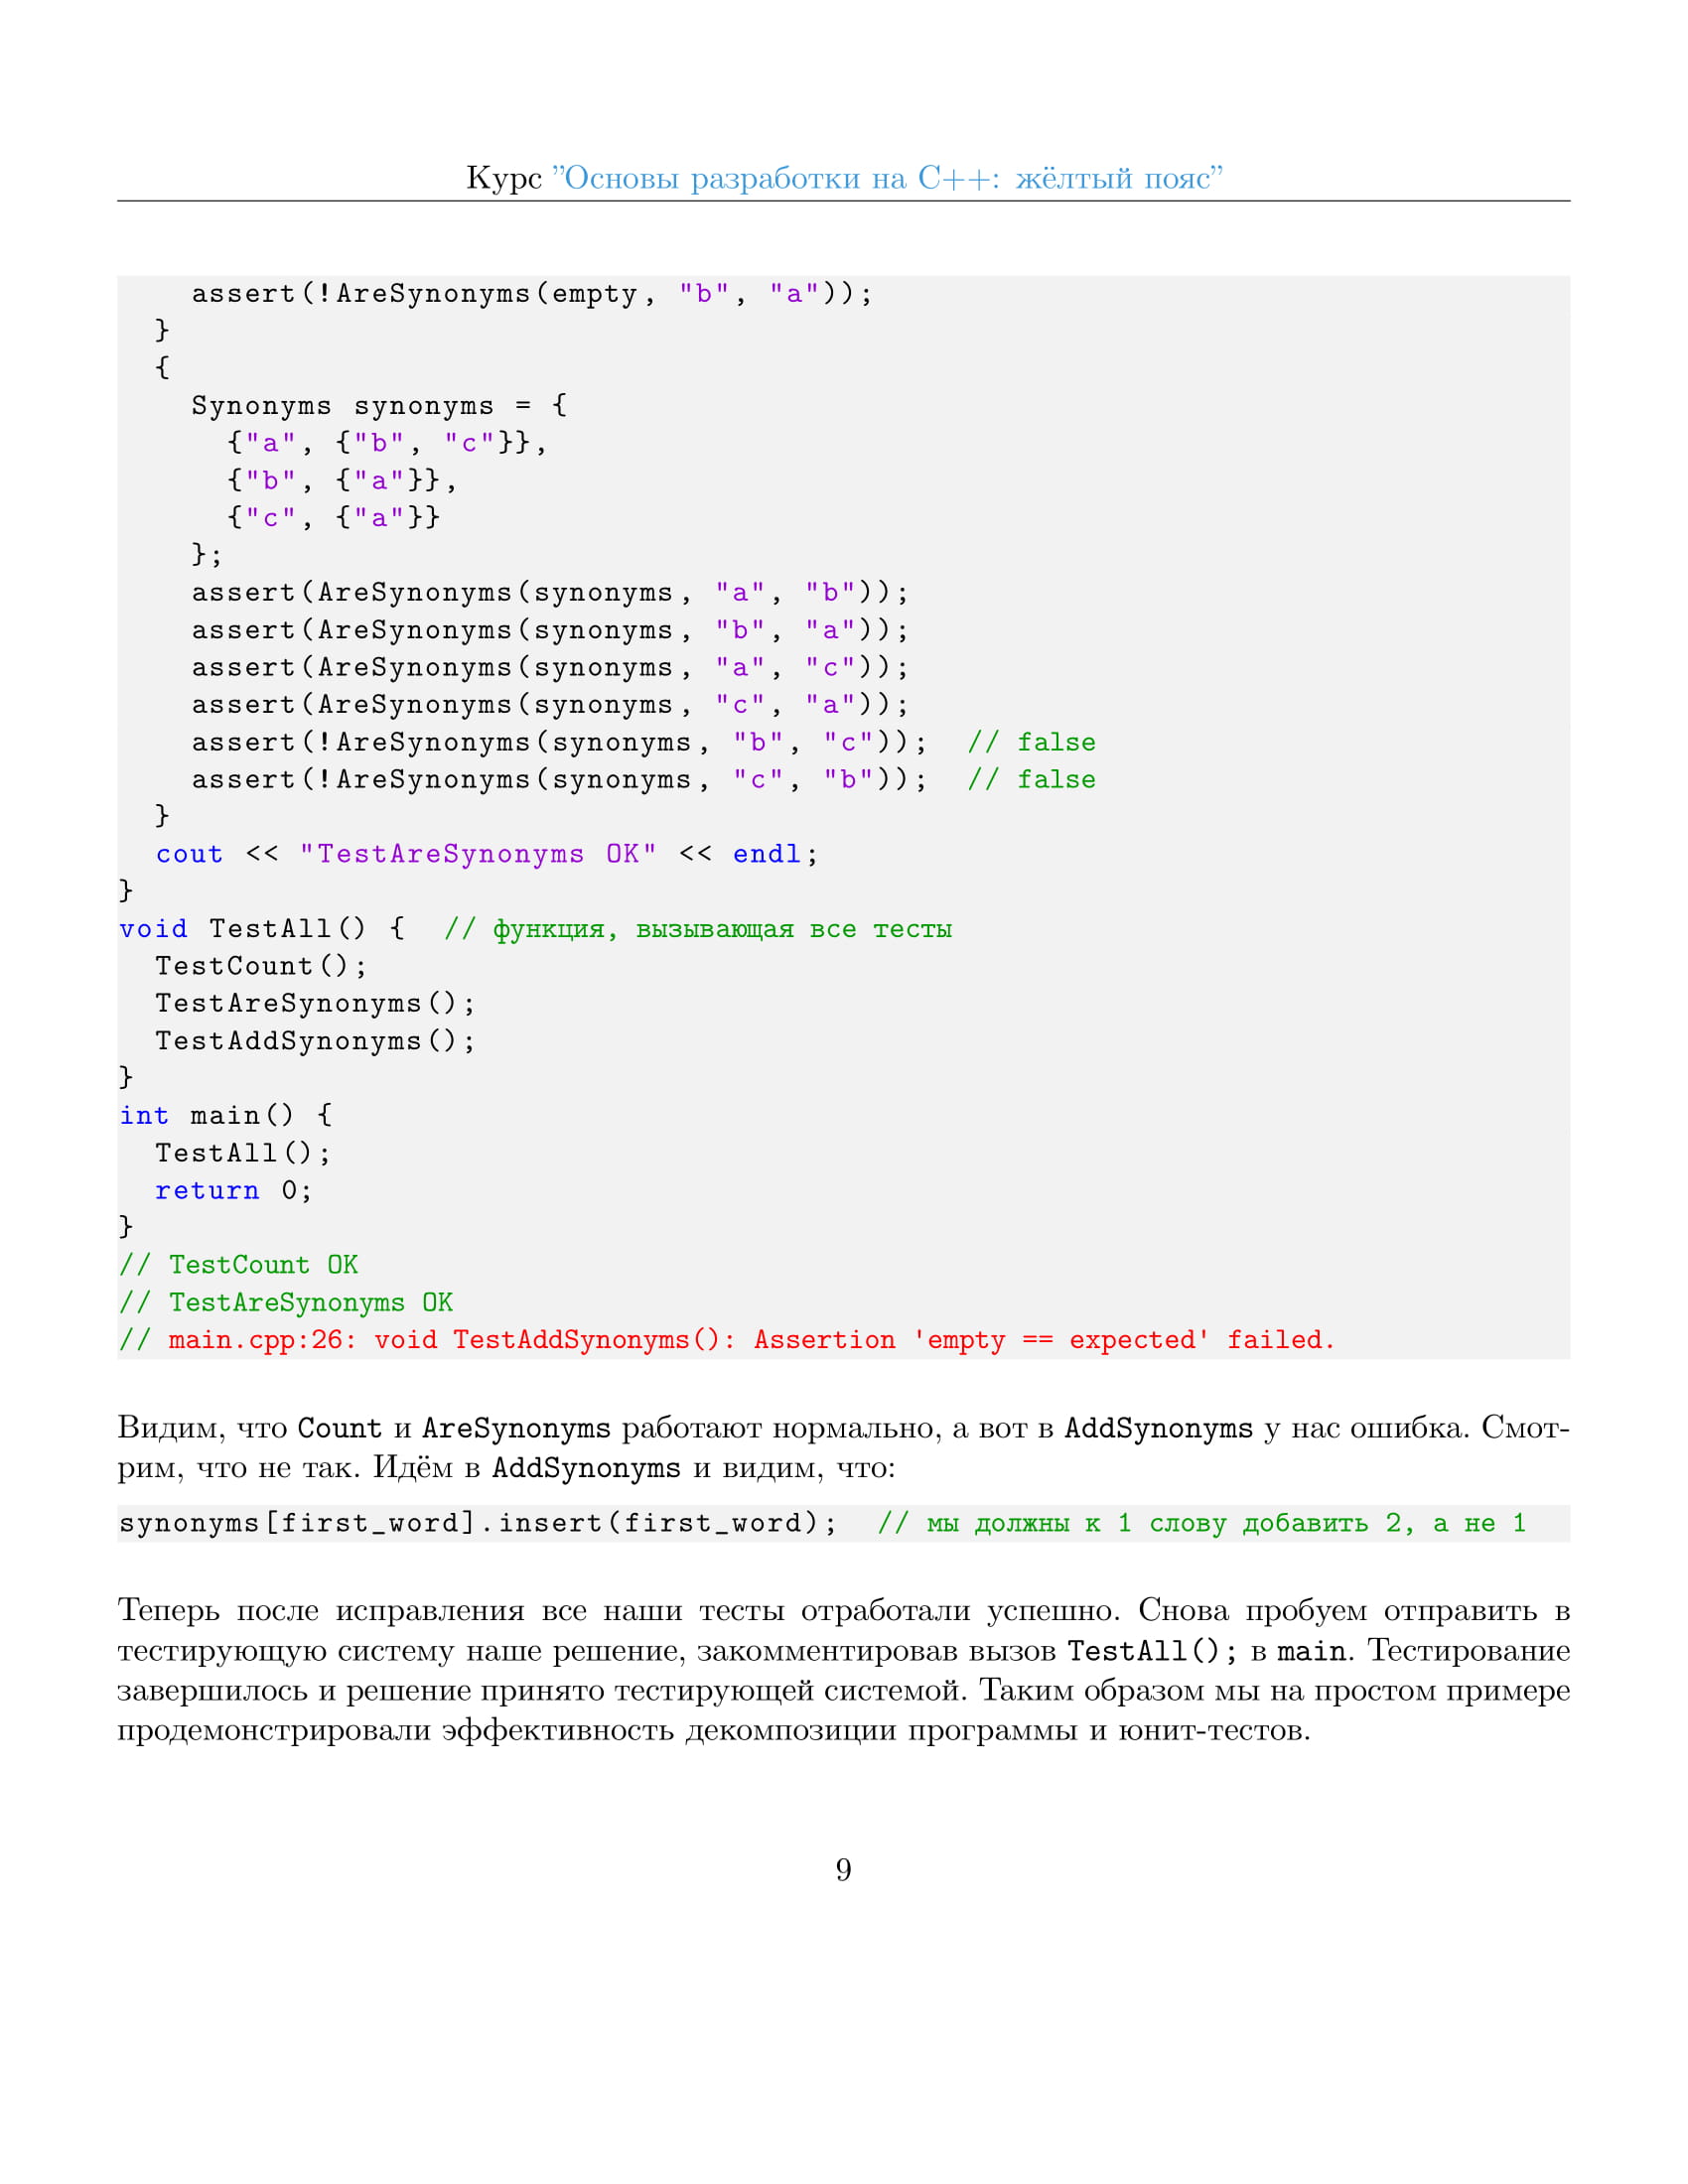 Курс ”Основы разработки на C++: жёлтый пояс”
    assert(!AreSynonyms(empty, "b", "a"));
  }
  {
    Synonyms synonyms = {
      {"a", {"b", "c"}},
      {"b", {"a"}},
      {"c", {"a"}}
    };
    assert(AreSynonyms(synonyms, "a", "b"));
    assert(AreSynonyms(synonyms, "b", "a"));
    assert(AreSynonyms(synonyms, "a", "c"));
    assert(AreSynonyms(synonyms, "c", "a"));
    assert(!AreSynonyms(synonyms, "b", "c"));  // false
    assert(!AreSynonyms(synonyms, "c", "b"));  // false
  }
  cout << "TestAreSynonyms OK" << endl;
}
void TestAll() {  // функция, вызывающая все тесты
  TestCount();
  TestAreSynonyms();
  TestAddSynonyms();
}
int main() {
  TestAll();
  return 0;
}
// TestCount OK
// TestAreSynonyms OK
// main.cpp:26: void TestAddSynonyms(): Assertion 'empty == expected' failed.
Видим, что Count и AreSynonyms работают нормально, а вот в AddSynonyms у нас ошибка. Смот-
рим, что не так. Идём в AddSynonyms и видим, что:
synonyms[first_word].insert(first_word);  // мы должны к 1 слову добавить 2, а не 1
Теперь после исправления все наши тесты отработали успешно. Снова пробуем отправить в
тестирующую систему наше решение, закомментировав вызов TestAll(); в main. Тестирование
завершилось и решение принято тестирующей системой. Таким образом мы на простом примере
продемонстрировали эффективность декомпозиции программы и юнит-тестов.
9